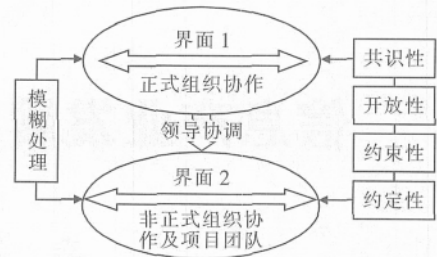 界面1
正式组织协作
领导协调
界面2
非正式组织协
作及项目团队
模糊处理
共识性
开放性
约束性
约定性